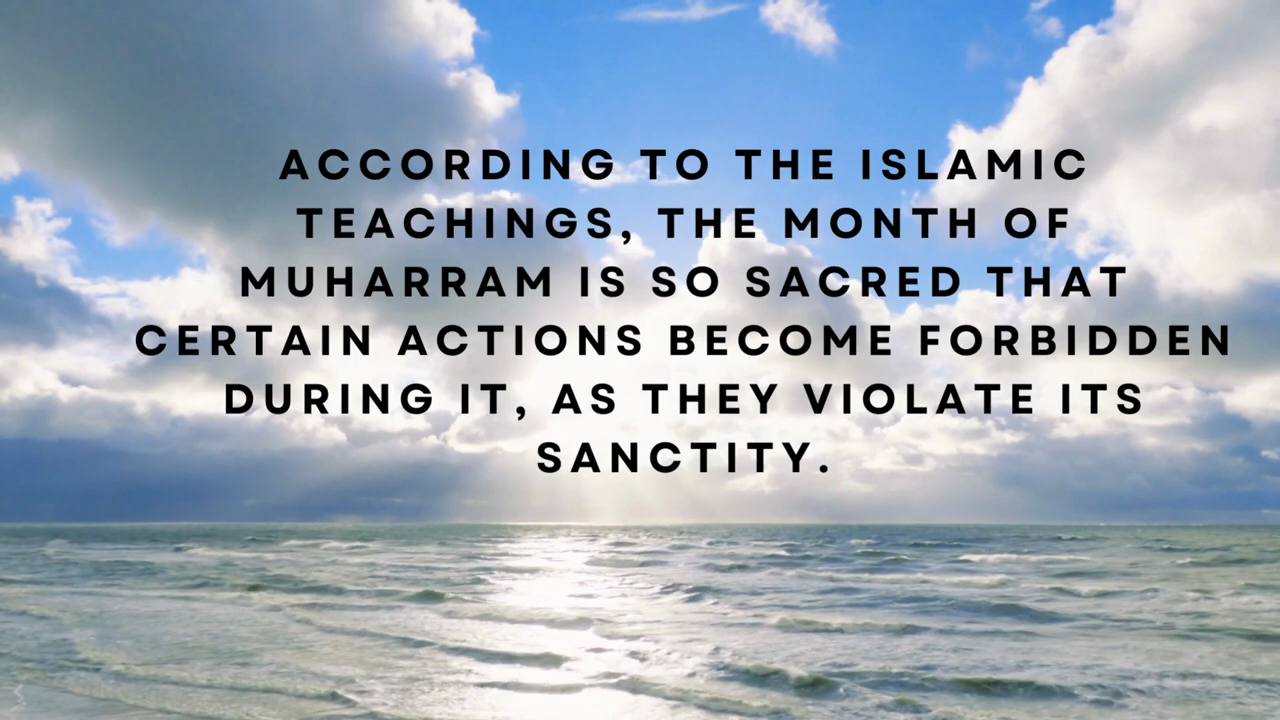 ACCORDING TO THE ISLAMIC
TEACHINGS, THE MONTH OF
MUHARRAM IS SO SACRED THAT
CERTAIN ACTIONS BECOME FORBIDDEN
DURING IT, AS THEY VIOLATE ITS
SANCTITY.